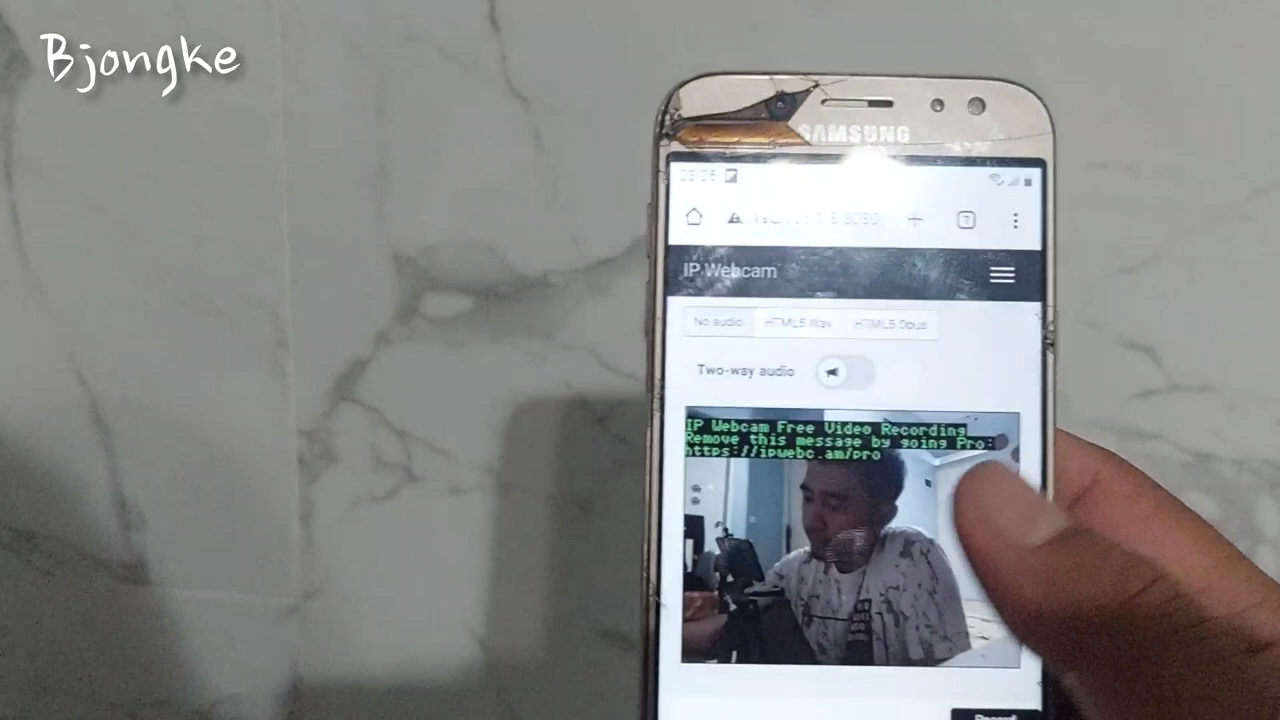 Bjongke
SAMSUNG
IP Webcam
No audio
HTML5 Wav
HTML5 Opus
Two-way audio
IP Webcam Free Video Recording
Remove this message by going Pro:
https://ipwebc.am/pro